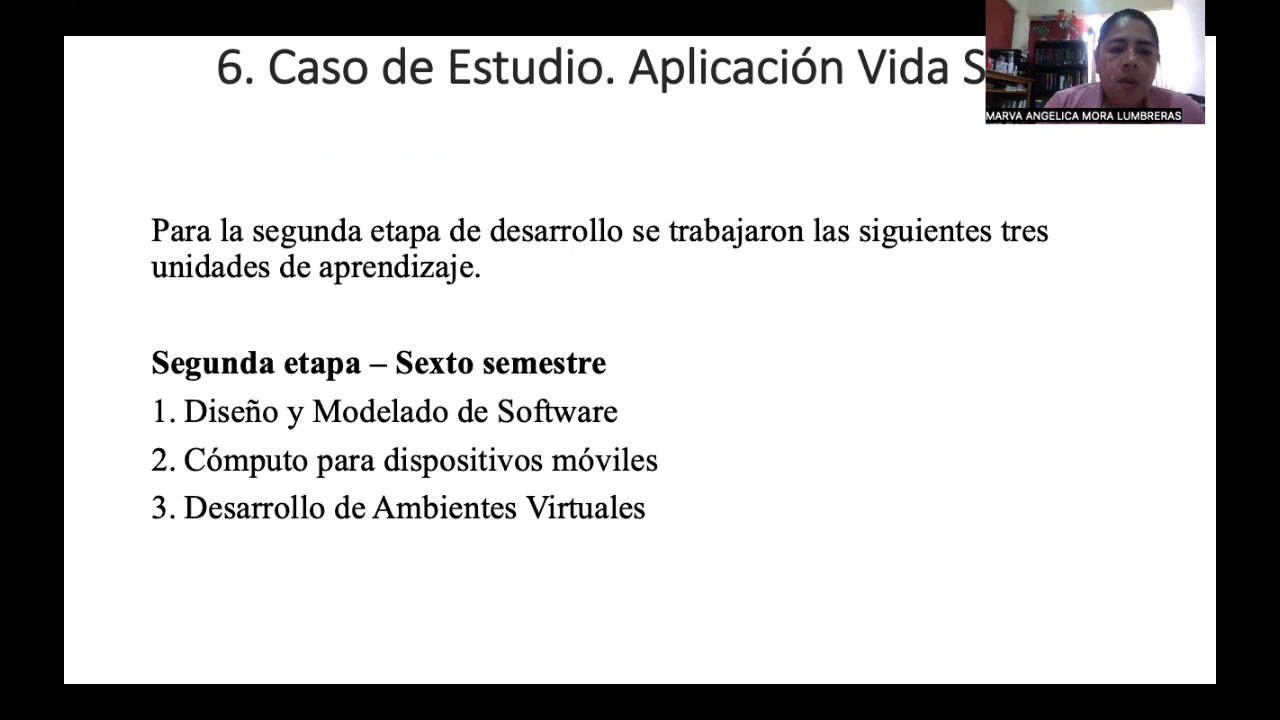 6. Caso de Estudio. Aplicación Vida
MARVA ANGELICA MORA LUMBRERAS
Para la segunda etapa de desarrollo se trabajaron las siguientes tres
unidades de aprendizaje.
Segunda etapa – Sexto semestre
1. Diseño y Modelado de Software
2. Cómputo para dispositivos móviles
3. Desarrollo de Ambientes Virtuales